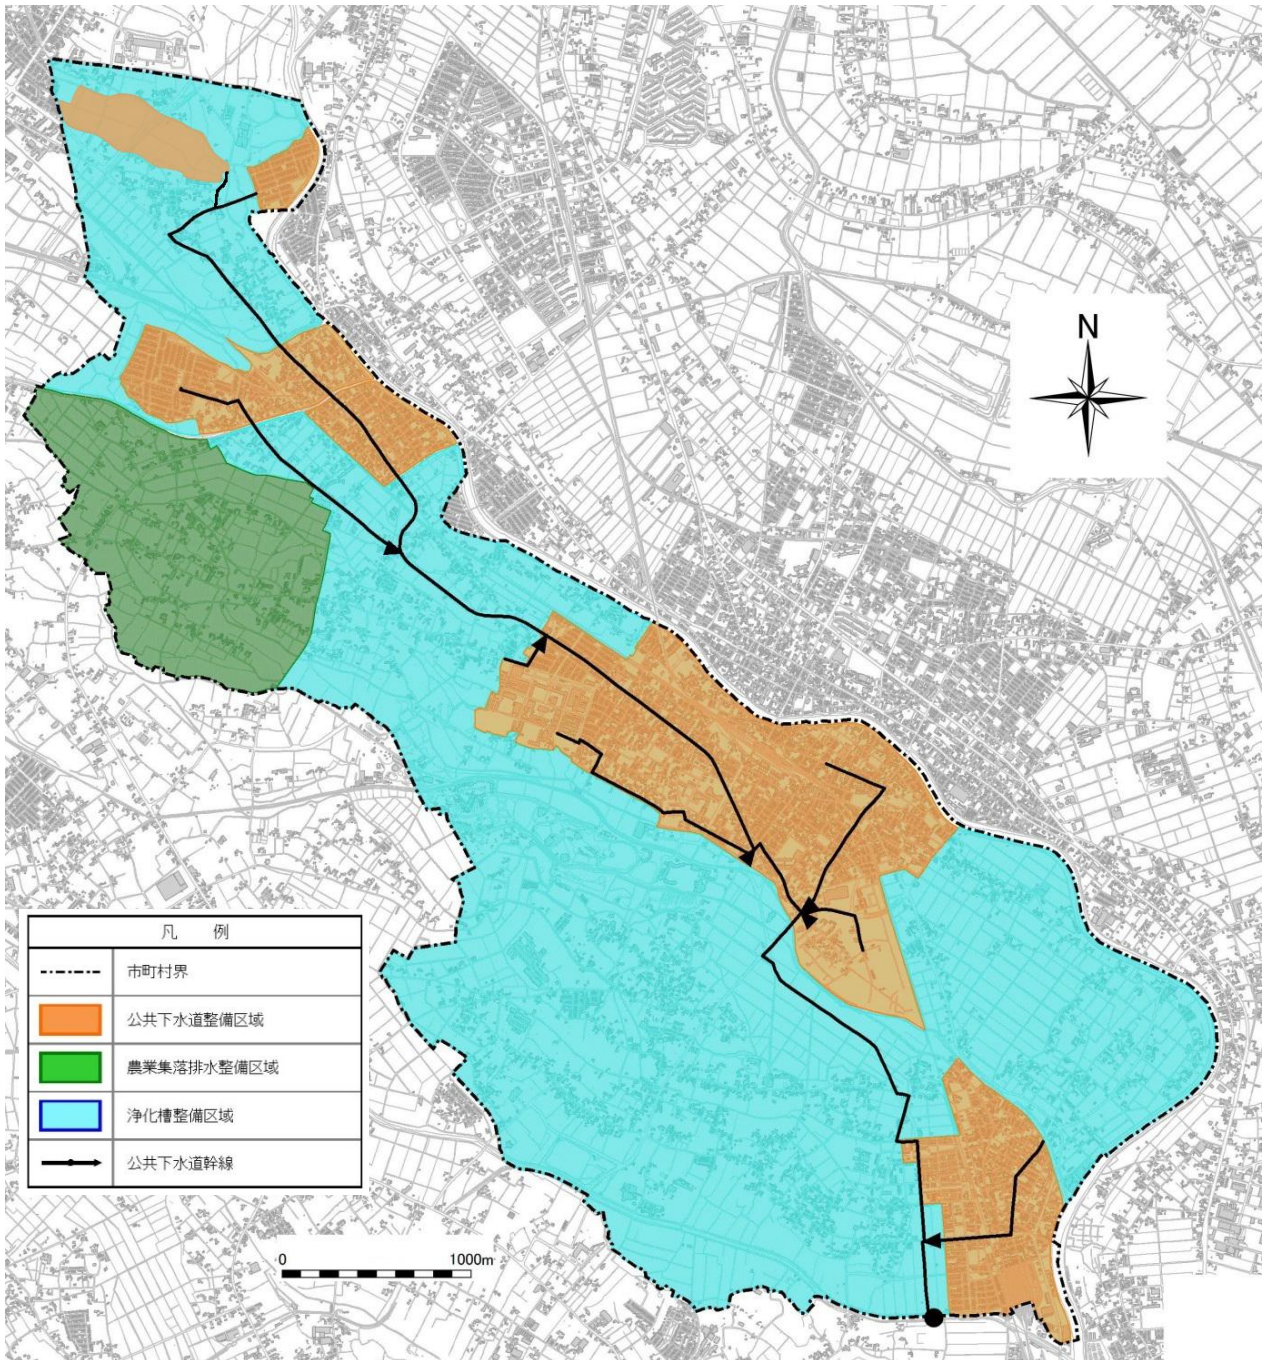 N
凡 例
市町村界
公共下水道整備区域
農業集落排水整備区域
浄化槽整備区域
公共下水道幹線
0 1000m